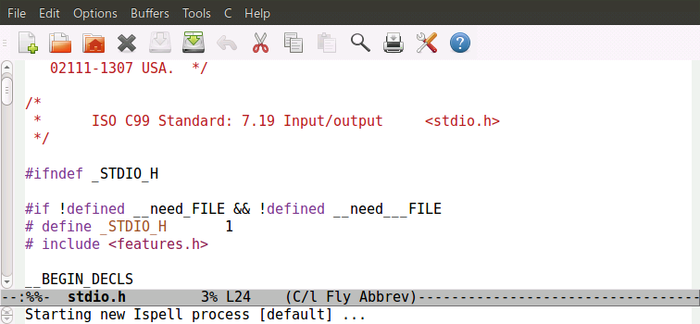 File Edit Options Buffers Tools C Help
02111-1307 USA.  */
/*
 *      ISO C99 Standard: 7.19 Input/output     <stdio.h>
 */
#ifndef _STDIO_H
#if !defined __need_FILE && !defined __need___FILE
# define _STDIO_H       1
# include <features.h>
__BEGIN_DECLS
--:%%-  stdio.h         3% L24    (C/l Fly Abbrev)----------------------------------
Starting new Ispell process [default] ...